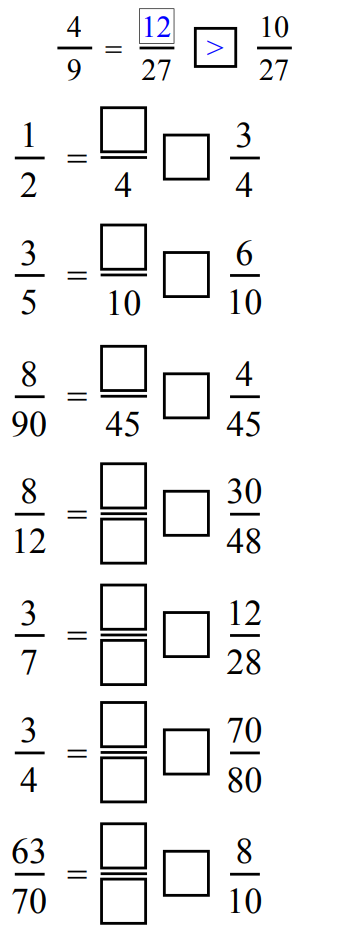 4/9 = 12/27 > 10/27
1/2 = □/4 □ 3/4
3/5 = □/10 □ 6/10
8/90 = □/45 □ 4/45
8/12 = □/□ □ 30/48
3/7 = □/□ □ 12/28
3/4 = □/□ □ 70/80
63/70 = □/□ □ 8/10